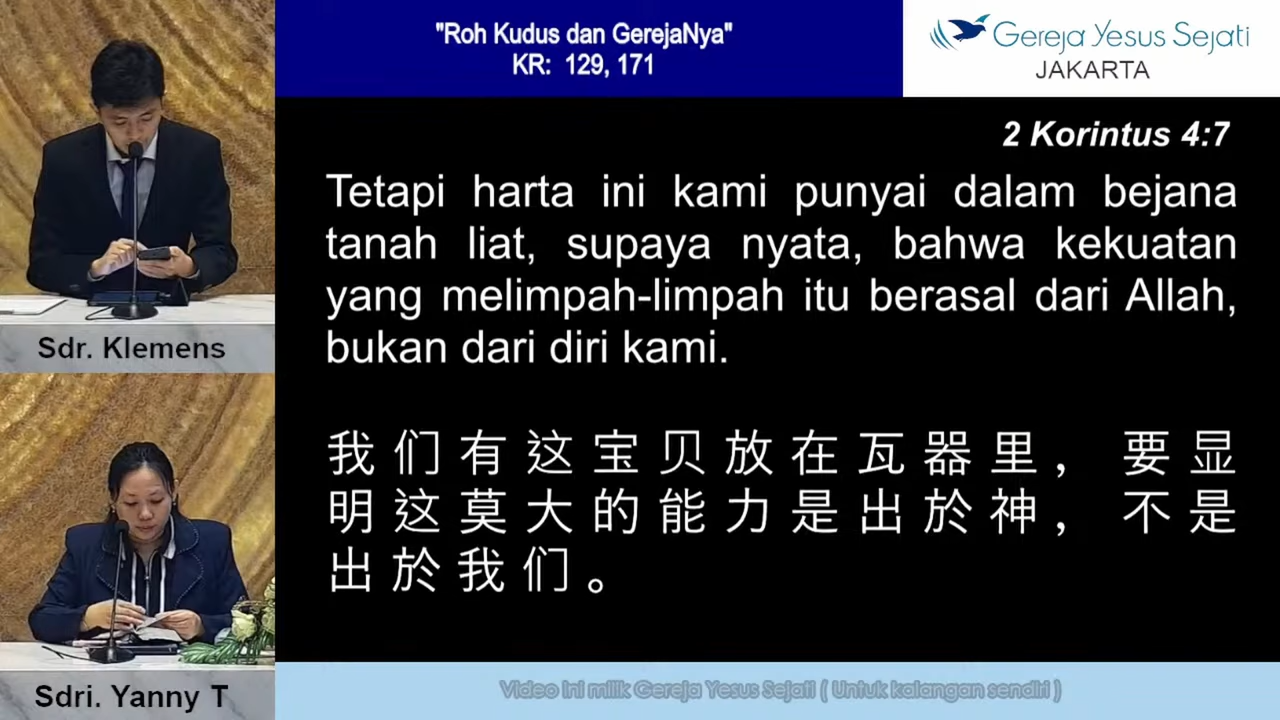 "Roh Kudus dan GerejaNya"
KR: 129, 171
Gereja Yesus Sejati
JAKARTA
2 Korintus 4:7
Tetapi harta ini kami punyai dalam bejana
tanah liat, supaya nyata, bahwa kekuatan
yang melimpah-limpah itu berasal dari Allah,
bukan dari diri kami.
我们有这宝贝放在瓦器里，要显
明这莫大的能力是出於神，不是
出於我们。
Sdr. Klemens
Sdri. Yanny T
Video ini milik Gereja Yesus Sejati ( Untuk kalangan sendiri )